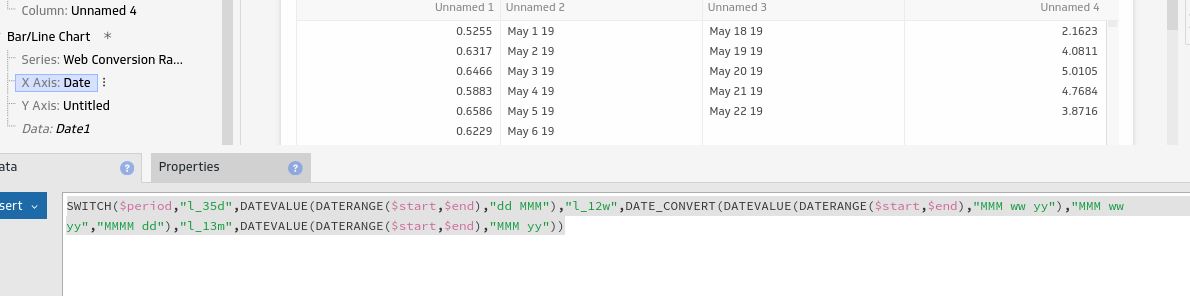 Column: Unnamed 4
Bar/Line Chart *
Series: Web Conversion Ra...
X Axis: Date
Y Axis: Untitled
Data: Date1
Unnamed 1 Unnamed 2 Unnamed 3 Unnamed 4
0.5255 May 1 19 May 18 19 2.1623
0.6317 May 2 19 May 19 19 4.0811
0.6466 May 3 19 May 20 19 5.0105
0.5883 May 4 19 May 21 19 4.7684
0.6586 May 5 19 May 22 19 3.8716
0.6229 May 6 19
ata ? Properties ?
sert
SWITCH($period,"l_35d",DATEVALUE(DATERANGE($start,$end),"dd MMM"),"l_12w",DATE_CONVERT(DATEVALUE(DATERANGE($start,$end),"MMM ww yy"),"MMM ww
yy","MMMM dd"),"l_13m",DATEVALUE(DATERANGE($start,$end),"MMM yy"))